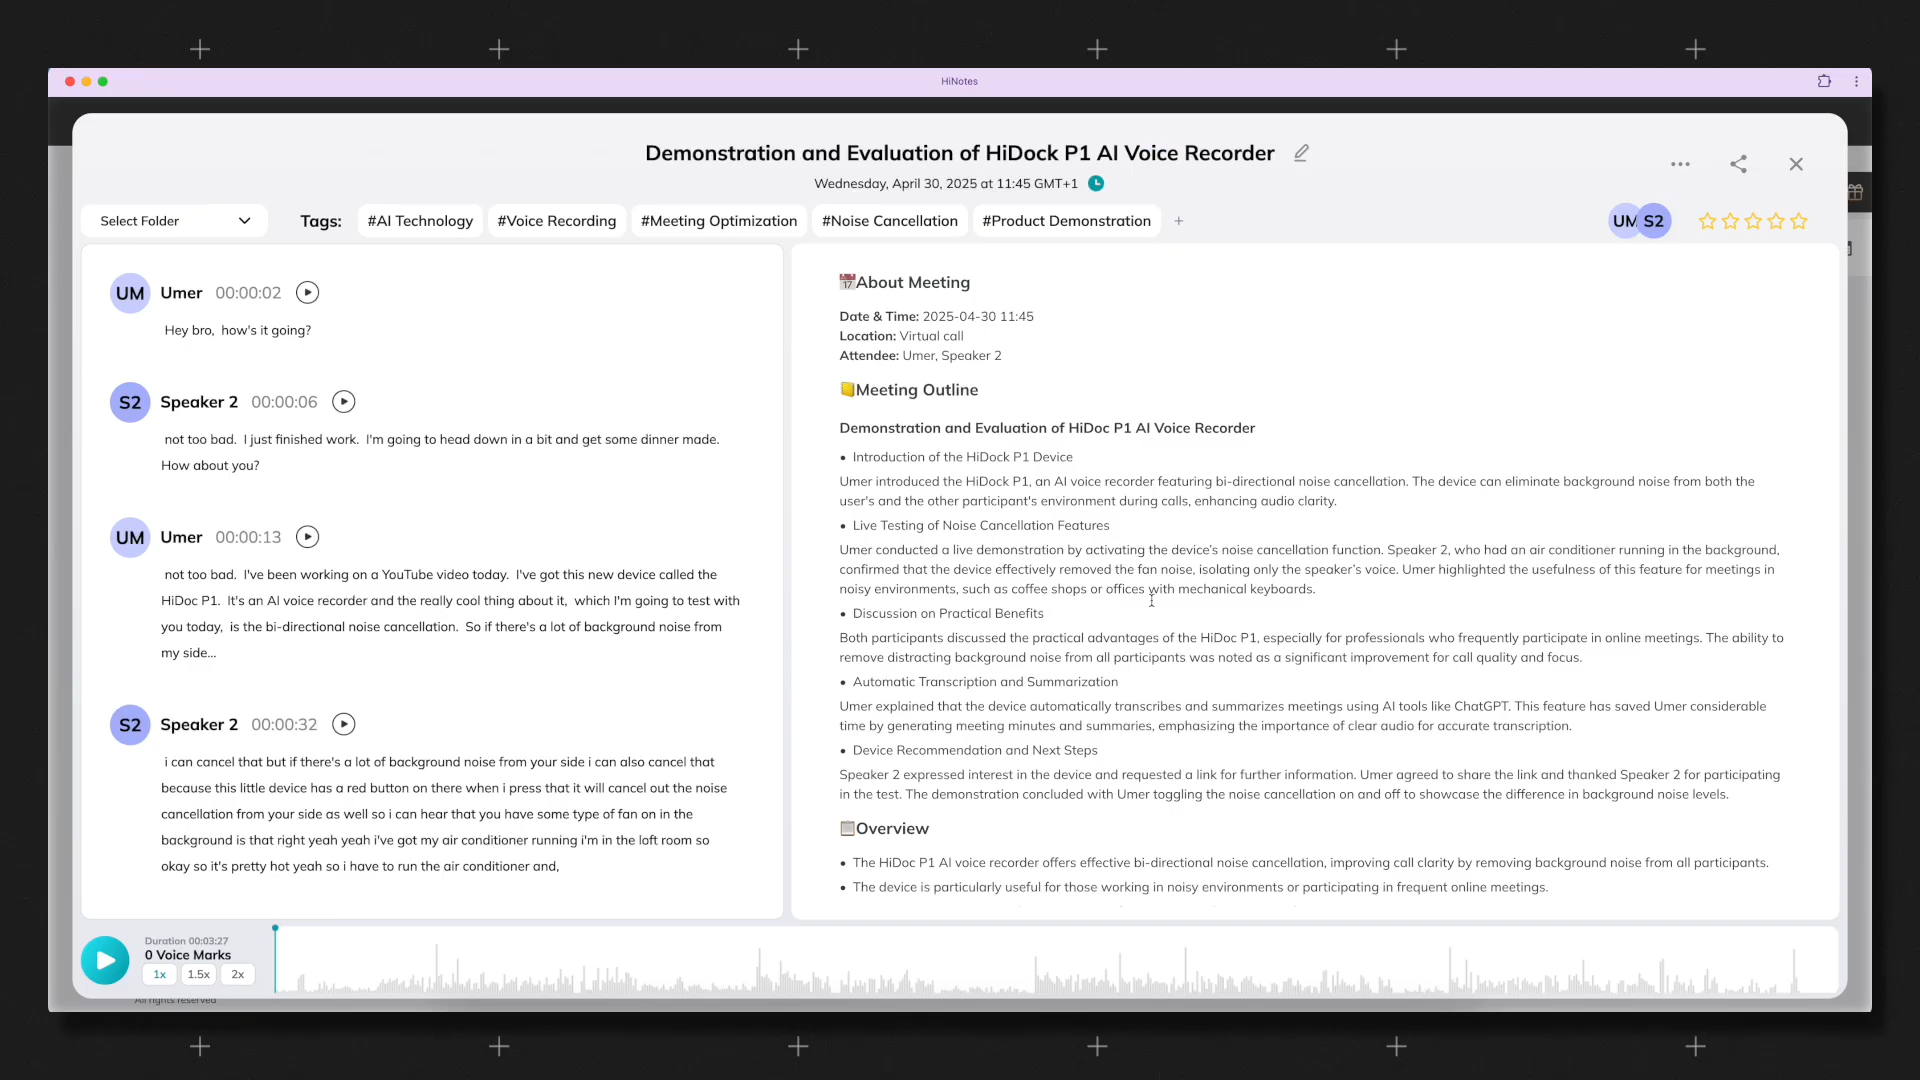 HiNotes
Demonstration and Evaluation of HiDock P1 AI Voice Recorder
Wednesday, April 30, 2025 at 11:45 GMT+1
Select Folder
Tags: #AI Technology #Voice Recording #Meeting Optimization #Noise Cancellation #Product Demonstration +
UM S2
UM Umer 00:00:02
Hey bro, how's it going?
S2 Speaker 2 00:00:06
not too bad. I just finished work. I'm going to head down in a bit and get some dinner made.
How about you?
UM Umer 00:00:13
not too bad. I've been working on a YouTube video today. I've got this new device called the
HiDoc P1. It's an AI voice recorder and the really cool thing about it, which I'm going to test with
you today, is the bi-directional noise cancellation. So if there's a lot of background noise from
my side...
S2 Speaker 2 00:00:32
i can cancel that but if there's a lot of background noise from your side i can also cancel that
because this little device has a red button on there when i press that it will cancel out the noise
cancellation from your side as well so i can hear that you have some type of fan on in the
background is that right yeah yeah i've got my air conditioner running i'm in the loft room so
okay so it's pretty hot yeah so i have to run the air conditioner and,
17 About Meeting
Date & Time: 2025-04-30 11:45
Location: Virtual call
Attendee: Umer, Speaker 2
Meeting Outline
Demonstration and Evaluation of HiDoc P1 AI Voice Recorder
• Introduction of the HiDock P1 Device
Umer introduced the HiDock P1, an AI voice recorder featuring bi-directional noise cancellation. The device can eliminate background noise from both the
user's and the other participant's environment during calls, enhancing audio clarity.
• Live Testing of Noise Cancellation Features
Umer conducted a live demonstration by activating the device's noise cancellation function. Speaker 2, who had an air conditioner running in the background,
confirmed that the device effectively removed the fan noise, isolating only the speaker's voice. Umer highlighted the usefulness of this feature for meetings in
noisy environments, such as coffee shops or offices with mechanical keyboards.
• Discussion on Practical Benefits
Both participants discussed the practical advantages of the HiDoc P1, especially for professionals who frequently participate in online meetings. The ability to
remove distracting background noise from all participants was noted as a significant improvement for call quality and focus.
• Automatic Transcription and Summarization
Umer explained that the device automatically transcribes and summarizes meetings using AI tools like ChatGPT. This feature has saved Umer considerable
time by generating meeting minutes and summaries, emphasizing the importance of clear audio for accurate transcription.
• Device Recommendation and Next Steps
Speaker 2 expressed interest in the device and requested a link for further information. Umer agreed to share the link and thanked Speaker 2 for participating
in the test. The demonstration concluded with Umer toggling the noise cancellation on and off to showcase the difference in background noise levels.
Overview
• The HiDoc P1 AI voice recorder offers effective bi-directional noise cancellation, improving call clarity by removing background noise from all participants.
• The device is particularly useful for those working in noisy environments or participating in frequent online meetings.
Duration 00:03:27
0 Voice Marks
1x 1.5x 2x
All rights reserved